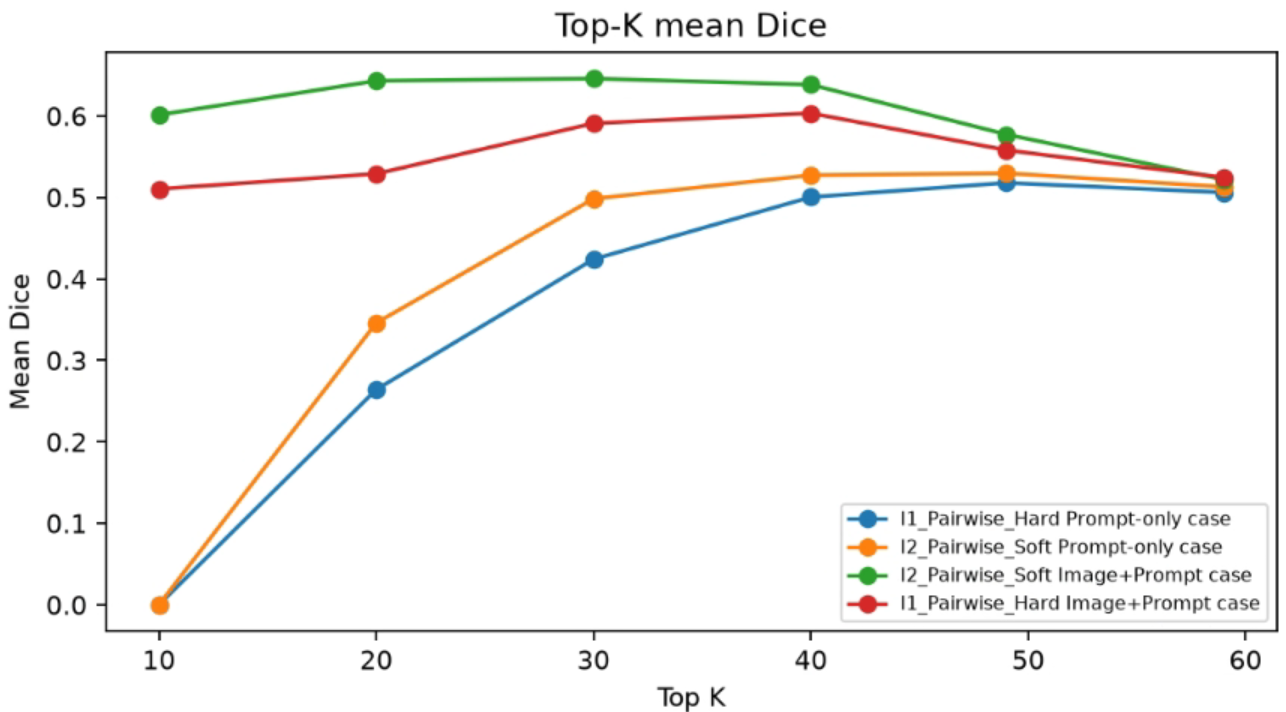 Top-K mean Dice
Mean Dice
0.6
0.5
0.4
0.3
0.2
0.1
0.0
10 20 30 40 50 60
Top K
I1_Pairwise_Hard Prompt-only case
I2_Pairwise_Soft Prompt-only case
I2_Pairwise_Soft Image+Prompt case
I1_Pairwise_Hard Image+Prompt case